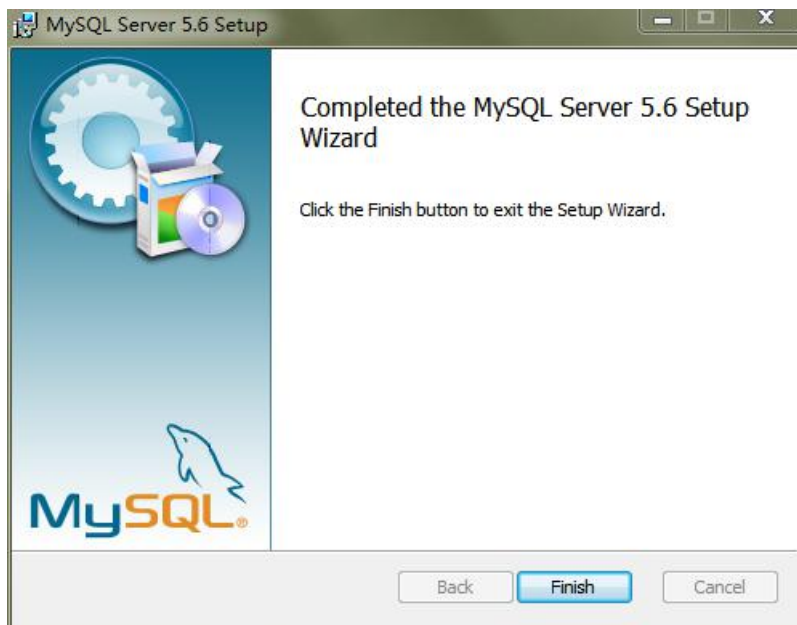 MySQL Server 5.6 Setup
Completed the MySQL Server 5.6 Setup
Wizard
Click the Finish button to exit the Setup Wizard.
MySQL®
Back Finish Cancel